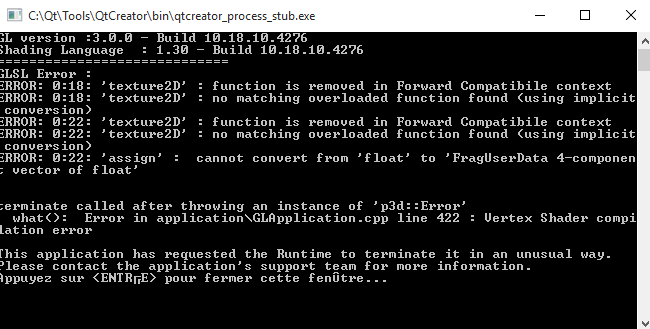 C:\Qt\Tools\QtCreator\bin\qtcreator_process_stub.exe
GL version :3.0.0 - Build 10.18.10.4276
Shading Language  : 1.30 - Build 10.18.10.4276
=============================
GLSL Error :
ERROR: 0:18: 'texture2D' : function is removed in Forward Compatibile context
ERROR: 0:18: 'texture2D' : no matching overloaded function found (using implicit
 conversion)
ERROR: 0:22: 'texture2D' : function is removed in Forward Compatibile context
ERROR: 0:22: 'texture2D' : no matching overloaded function found (using implicit
 conversion)
ERROR: 0:22: 'assign' :  cannot convert from 'float' to 'FragUserData 4-componen
t vector of float'
terminate called after throwing an instance of 'p3d::Error'
  what():  Error in application\GLApplication.cpp line 422 : Vertex Shader compi
lation error
This application has requested the Runtime to terminate it in an unusual way.
Please contact the application's support team for more information.
Appuyez sur <ENTR╔E> pour fermer cette fenÛtre...